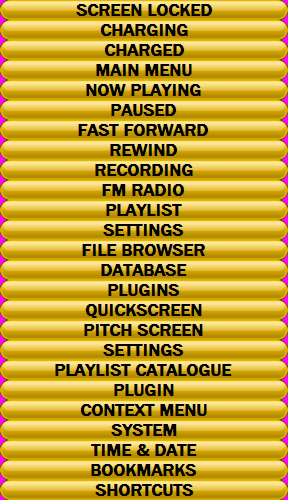 SCREEN LOCKED
CHARGING
CHARGED
MAIN MENU
NOW PLAYING
PAUSED
FAST FORWARD
REWIND
RECORDING
FM RADIO
PLAYLIST
SETTINGS
FILE BROWSER
DATABASE
PLUGINS
QUICKSCREEN
PITCH SCREEN
SETTINGS
PLAYLIST CATALOGUE
PLUGIN
CONTEXT MENU
SYSTEM
TIME & DATE
BOOKMARKS
SHORTCUTS